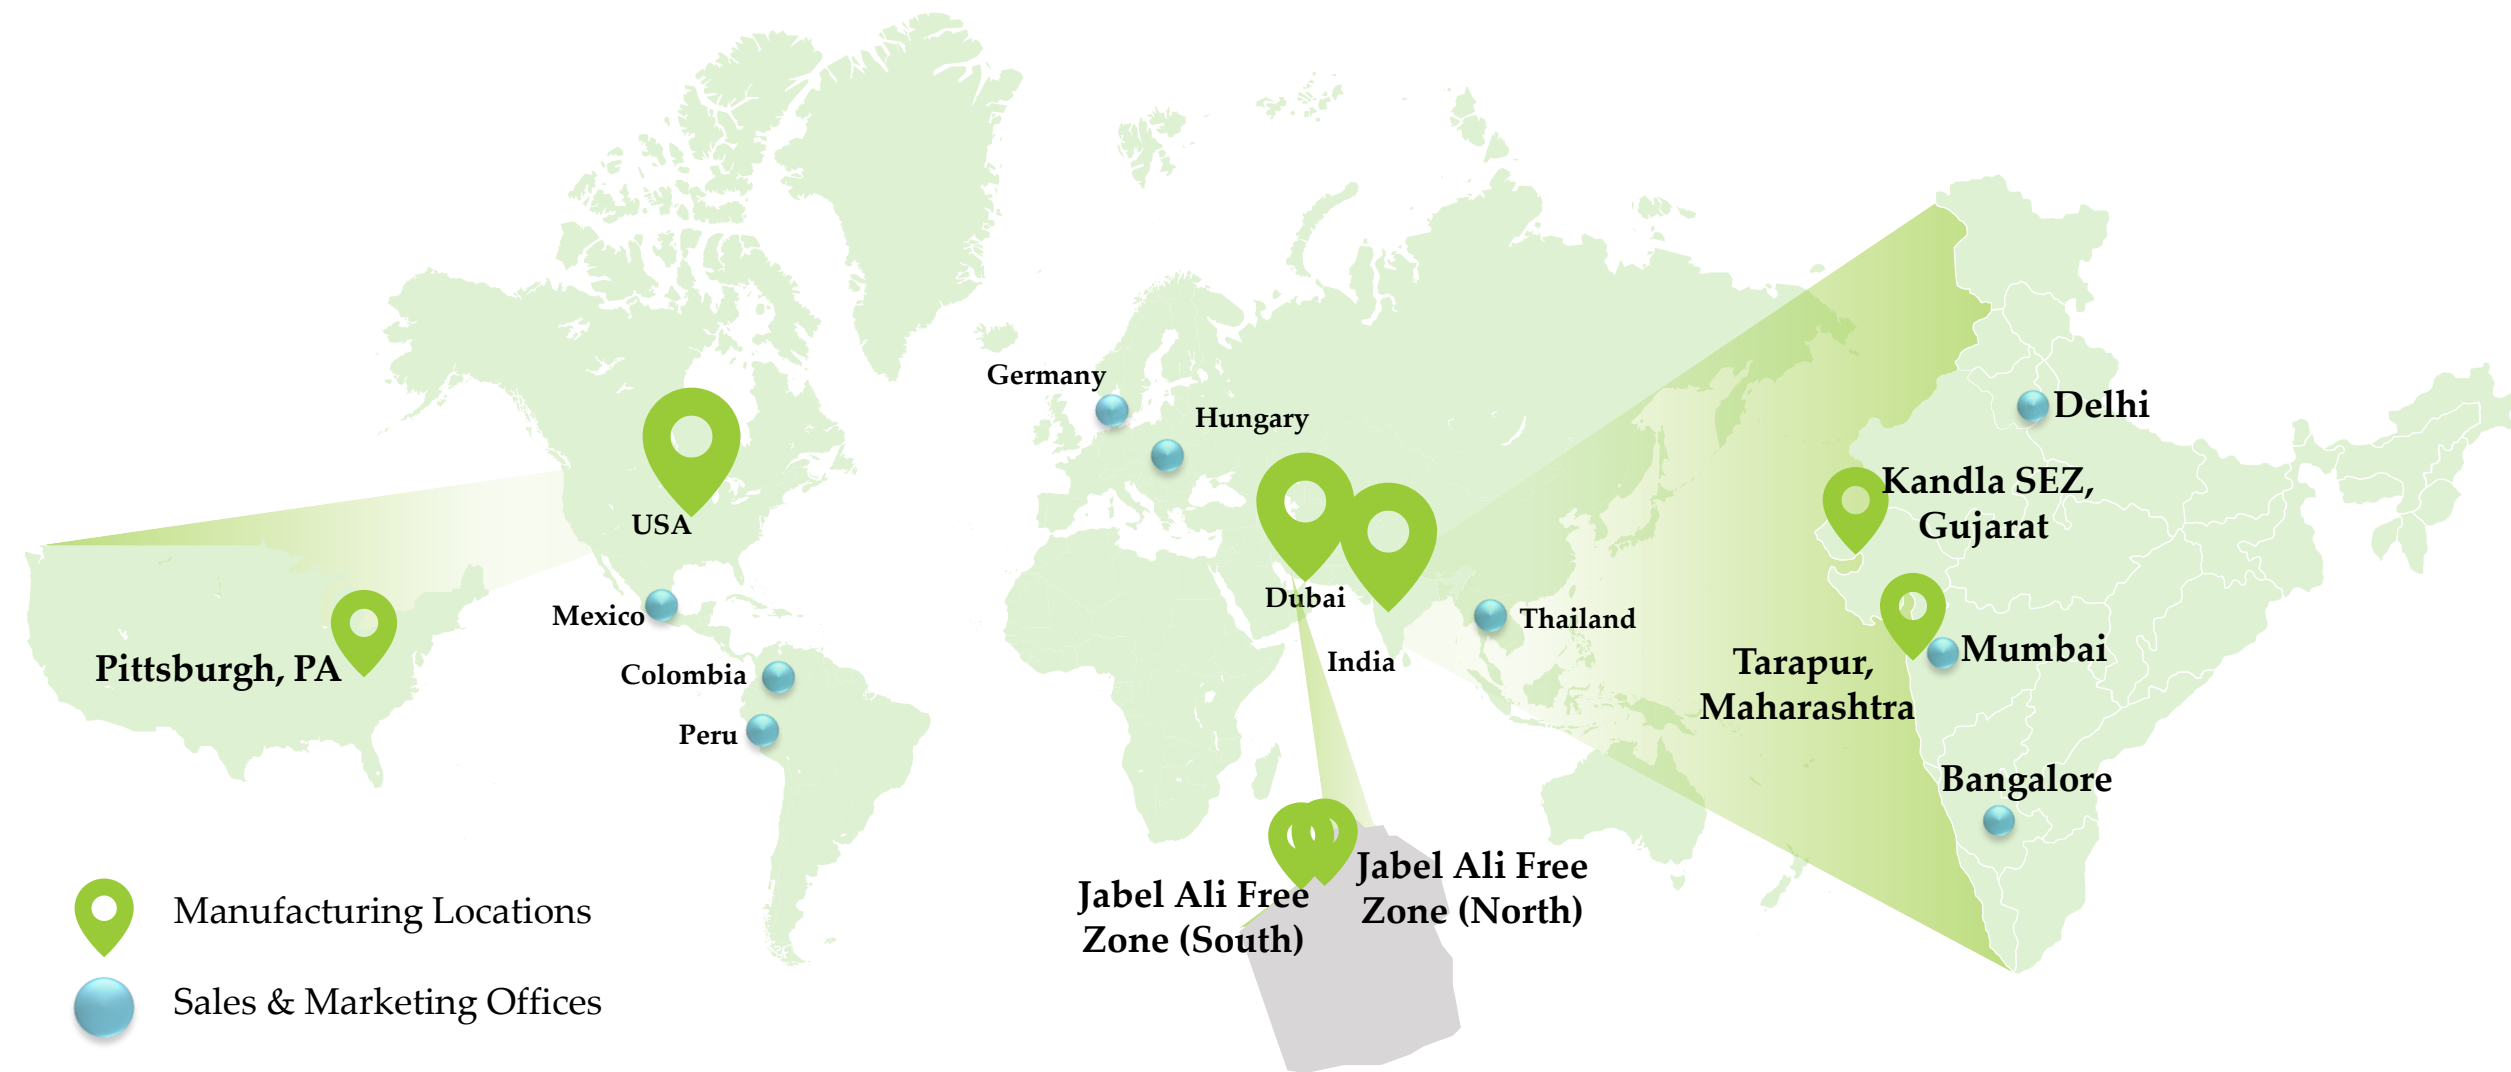 Germany
Hungary
USA
Mexico
Colombia
Peru
Dubai
India
Thailand
Pittsburgh, PA
Delhi
Kandla SEZ,
Gujarat
Mumbai
Tarapur,
Maharashtra
Bangalore
Jabel Ali Free
Zone (South)
Jabel Ali Free
Zone (North)
Manufacturing Locations
Sales & Marketing Offices